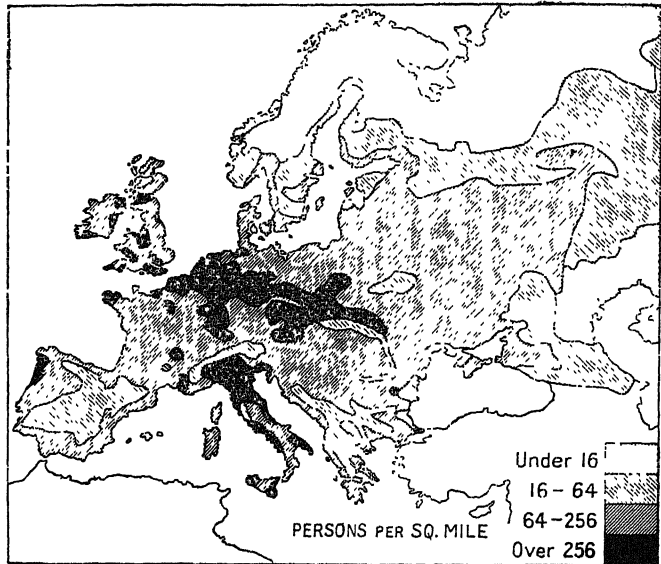 Under 16
16-64
64-256
PERSONS PER SQ. MILE
Over 256